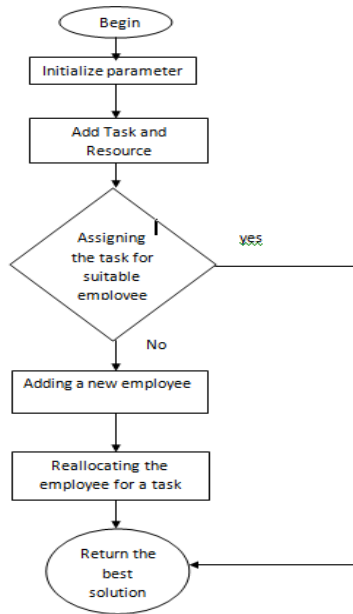 Begin
Initialize parameter
Add Task and
Resource
Assigning
the task for
suitable
employee
yes
No
Adding a new employee
Reallocating the
employee for a task
Return the
best
solution